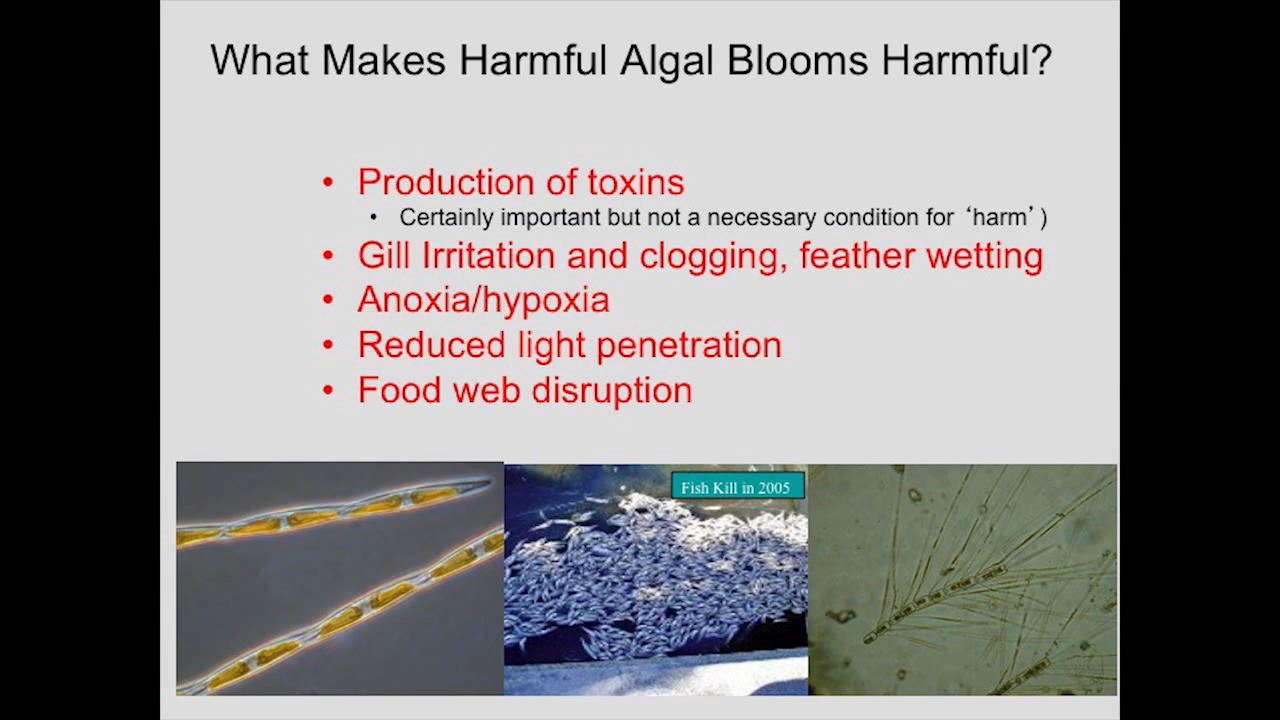 What Makes Harmful Algal Blooms Harmful?
• Production of toxins
• Certainly important but not a necessary condition for ‘harm’)
• Gill Irritation and clogging, feather wetting
• Anoxia/hypoxia
• Reduced light penetration
• Food web disruption
Fish Kill in 2005